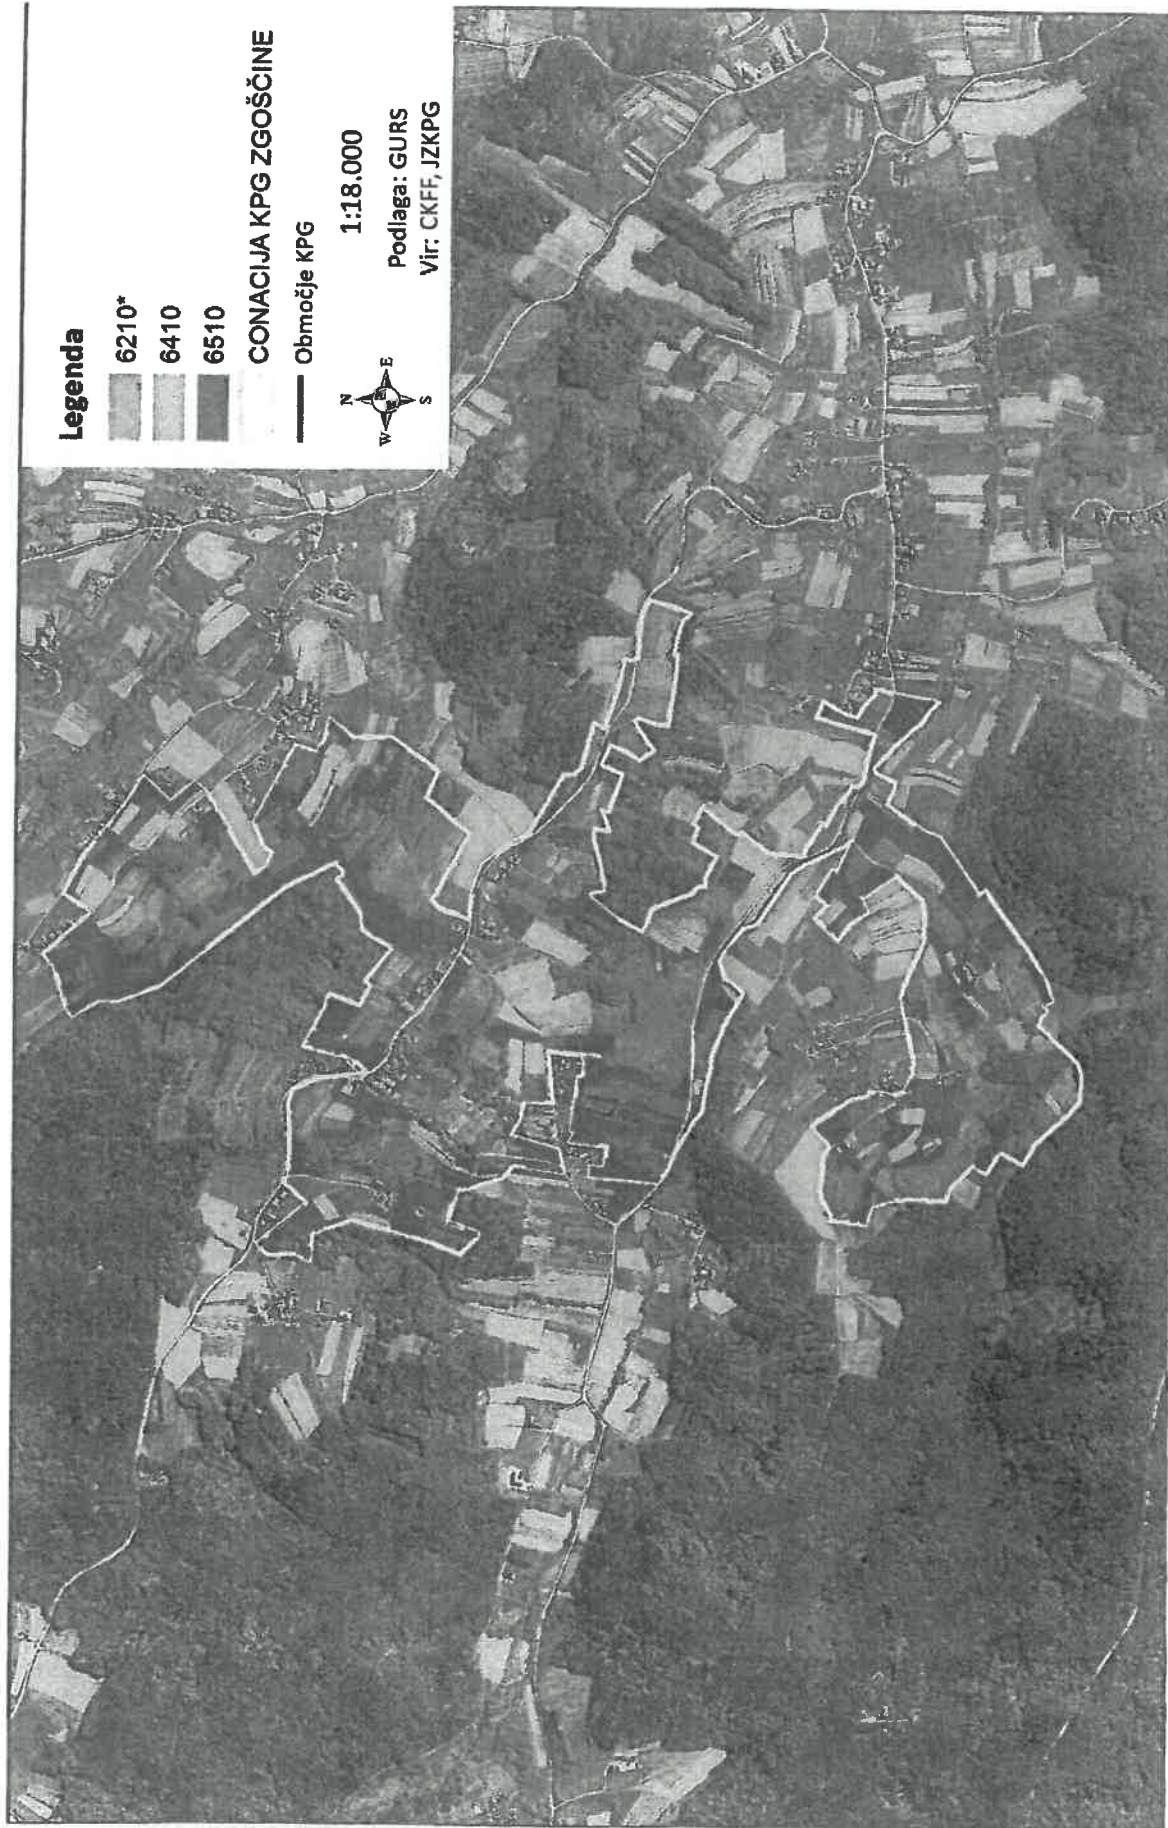 Legenda
6210*
6410
6510
CONACIJA KPG ZGOŠČINE
Območje KPG
N
W
E
S
1:18.000
Podlaga: GURS
Vir: CKFF, JZKPG